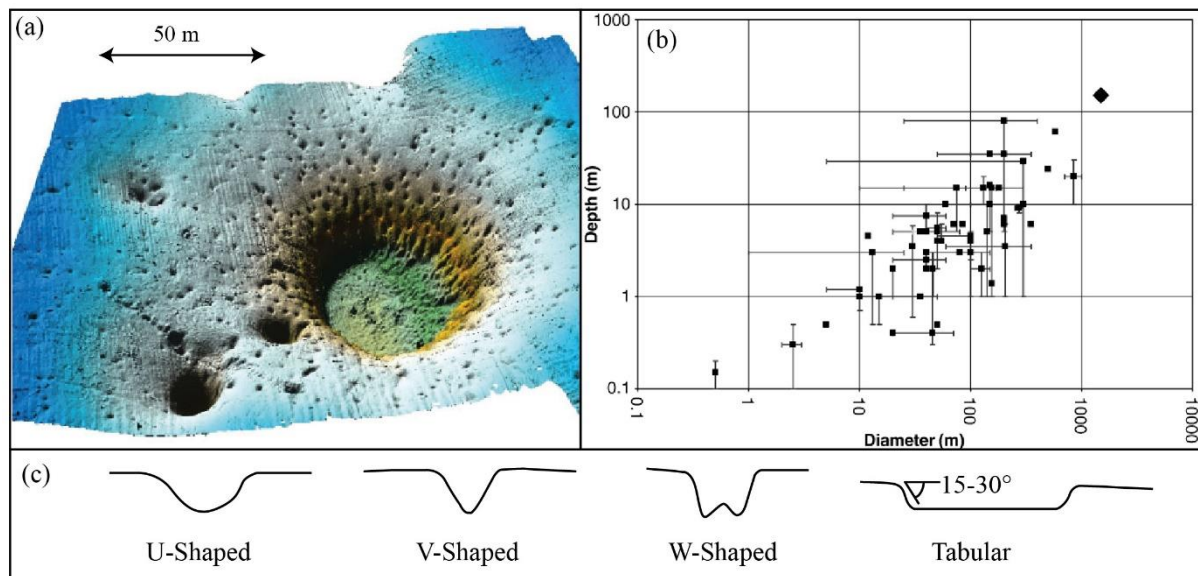 (a)
50 m
(b)
1000
100
10
1
0.1
Depth (m)
0.1
1
10
100
1000
10000
Diameter (m)
(c)
15-30°
U-Shaped
V-Shaped
W-Shaped
Tabular